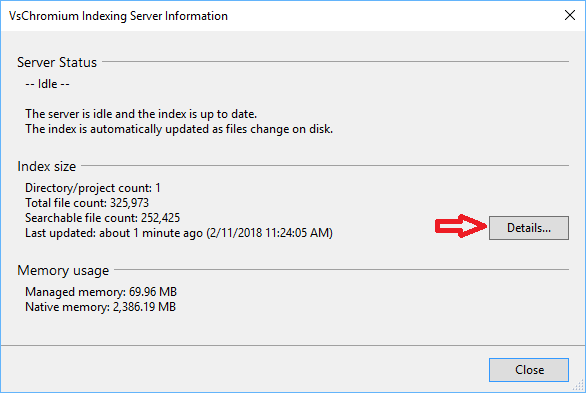 VsChromium Indexing Server Information
Server Status
-- Idle --
The server is idle and the index is up to date.
The index is automatically updated as files change on disk.
Index size
Directory/project count: 1
Total file count: 325,973
Searchable file count: 252,425
Last updated: about 1 minute ago (2/11/2018 11:24:05 AM)
Details...
Memory usage
Managed memory: 69.96 MB
Native memory: 2,386.19 MB
Close